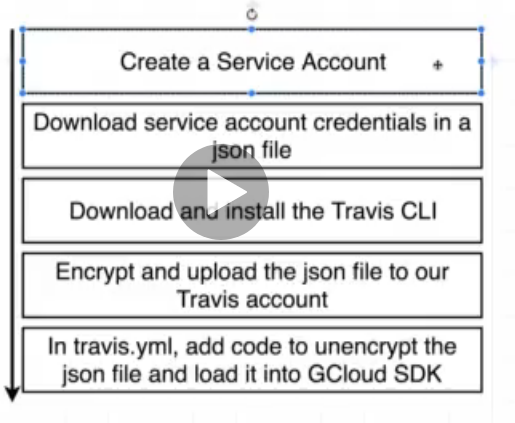 Create a Service Account
Download service account credentials in a
json file
Download and install the Travis CLI
Encrypt and upload the json file to our
Travis account
In travis.yml, add code to unencrypt the
json file and load it into GCloud SDK